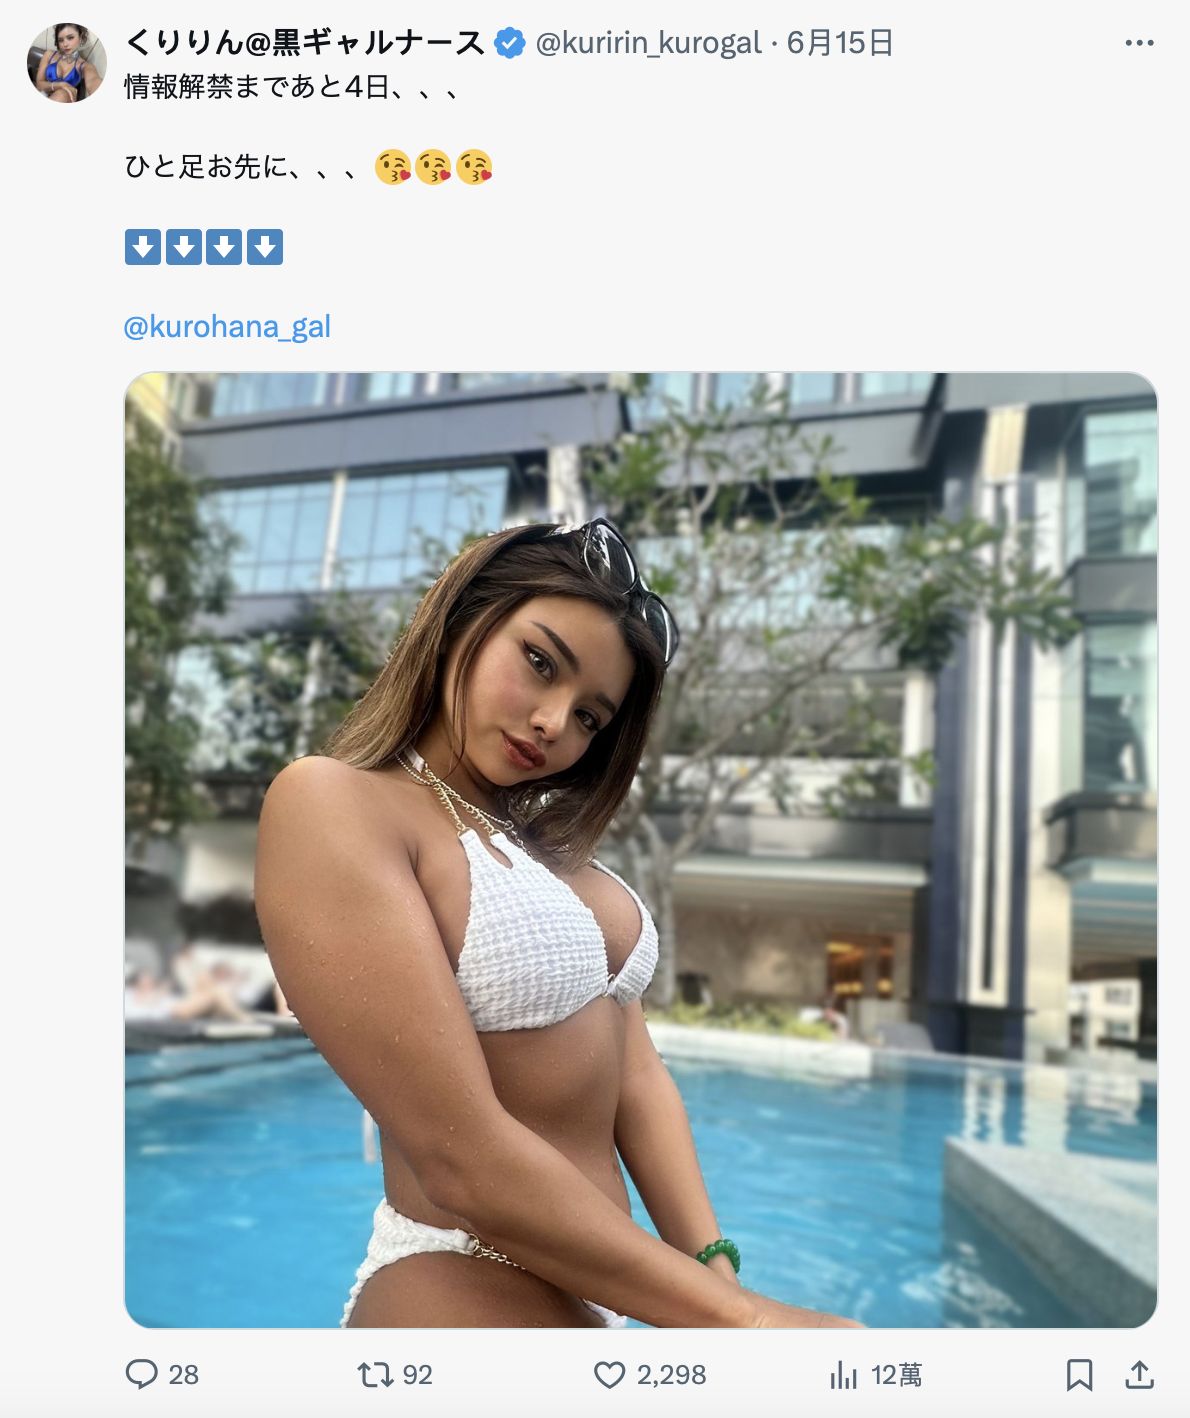 くりりん@黒ギャルナース @kuririn_kurogal · 6月15日
情報解禁まであと4日、、、
ひと足お先に、、、😘😘😘
⬇️⬇️⬇️⬇️
@kurohana_gal
28 92 2,298 12萬